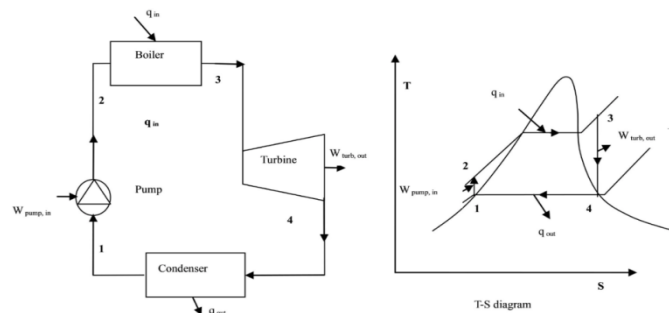 q in
Boiler
3
2
q in
Turbine
W turb, out
Pump
W pump, in
4
1
Condenser
q out
T
q in
3
W turb, out
2
W pump, in
1
4
q out
S
T-S diagram